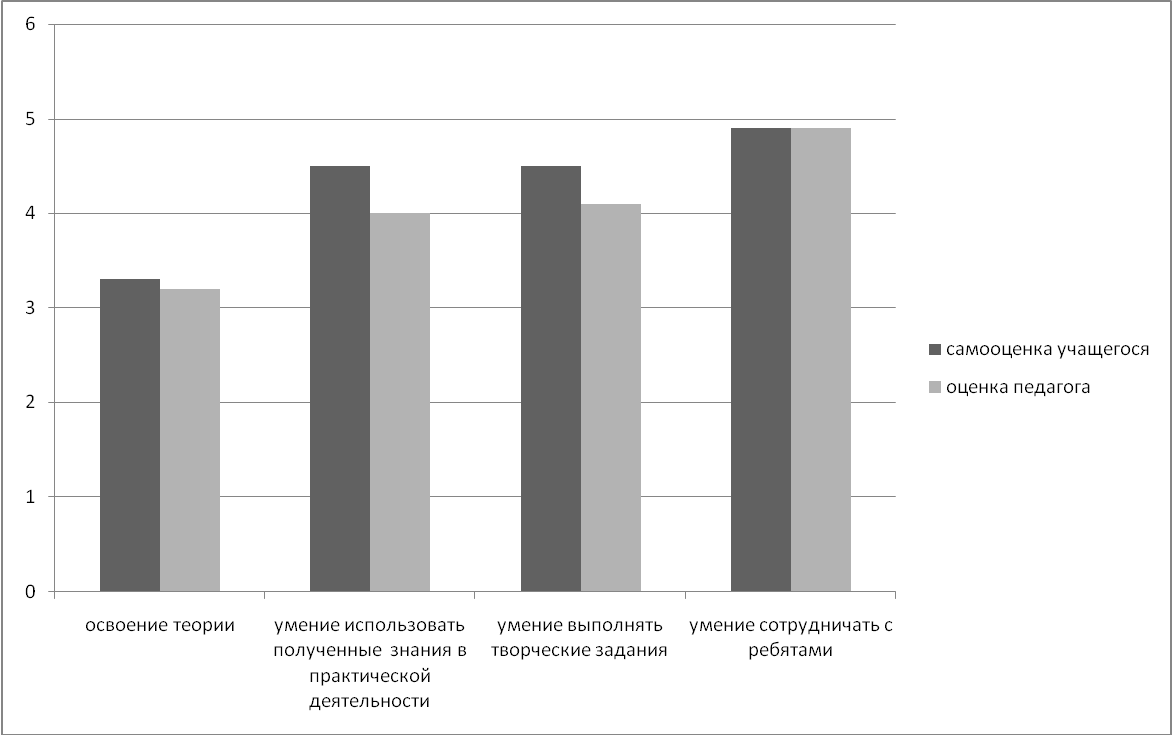 6
5
4
3
2
1
0
освоение теории
умение использовать
полученные знания в
практической
деятельности
умение выполнять
творческие задания
умение сотрудничать с
ребятами
самооценка учащегося
оценка педагога